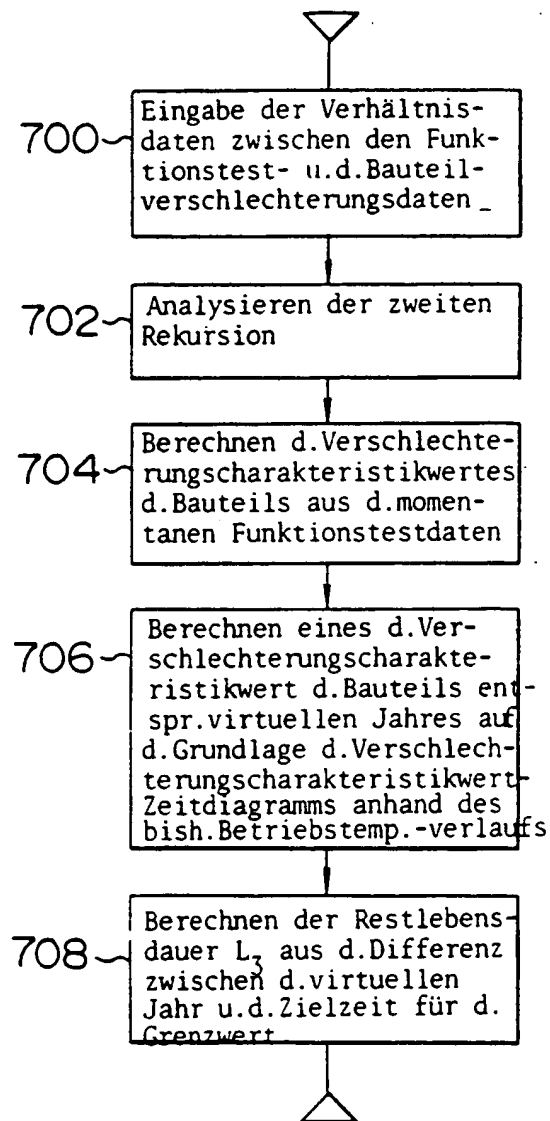 700
Eingabe der Verhältnis-
daten zwischen den Funk-
tionstest- u.d.Bauteil-
verschlechterungsdaten
702
Analysieren der zweiten
Rekursion
704
Berechnen d.Verschlechte-
rungscharakteristikwertes
d.Bauteils aus d.momen-
tanen Funktionstestdaten
706
Berechnen eines d.Ver-
schlechterungscharakte-
ristikwert d.Bauteils ent-
spr.virtuellen Jahres auf
d.Grundlage d.Verschlech-
terungscharakteristikwert-
Zeitdiagramms anhand des
bish.Betriebstemp.-verlaufs
708
Berechnen der Restlebens-
dauer L₃ aus d.Differenz
zwischen d.virtuellen
Jahr u.d.Zielzeit für d.
Grenzwert